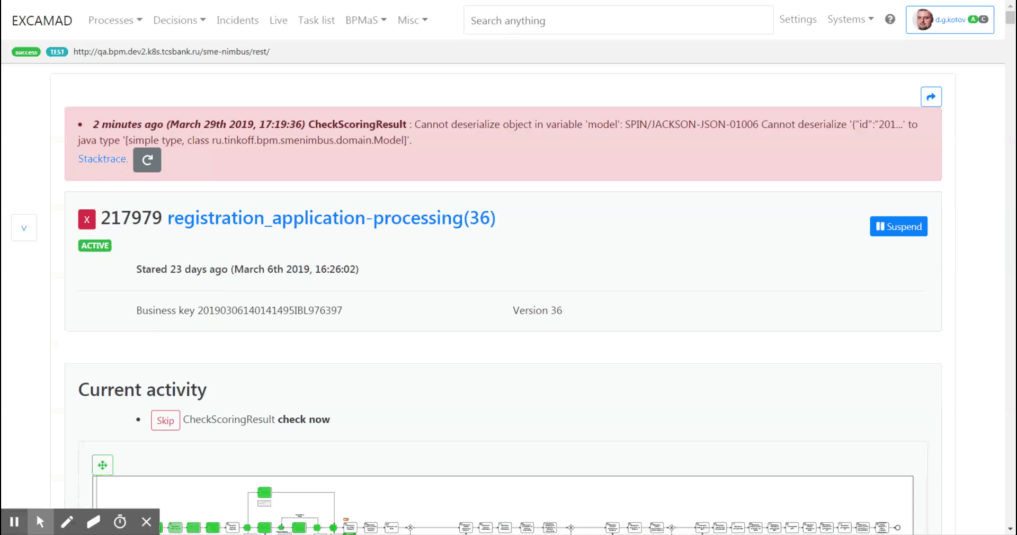 EXCAMAD Processes Decisions Incidents Live Task list BPMaS Misc Search anything Settings Systems d.g.kotov A C
success TEST http://qa.bpm.dev2.k8s.tcsbank.ru/sme-nimbus/rest/
2 minutes ago (March 29th 2019, 17:19:36) CheckScoringResult : Cannot deserialize object in variable 'model': SPIN/JACKSON-JSON-01006 Cannot deserialize '{"id":"201...' to
java type '[simple type, class ru.tinkoff.bpm.smenimbus.domain.Model]'.
Stacktrace.
X 217979 registration_application-processing(36)
Suspend
ACTIVE
Stared 23 days ago (March 6th 2019, 16:26:02)
Business key 20190306140141495IBL976397 Version 36
Current activity
Skip CheckScoringResult check now